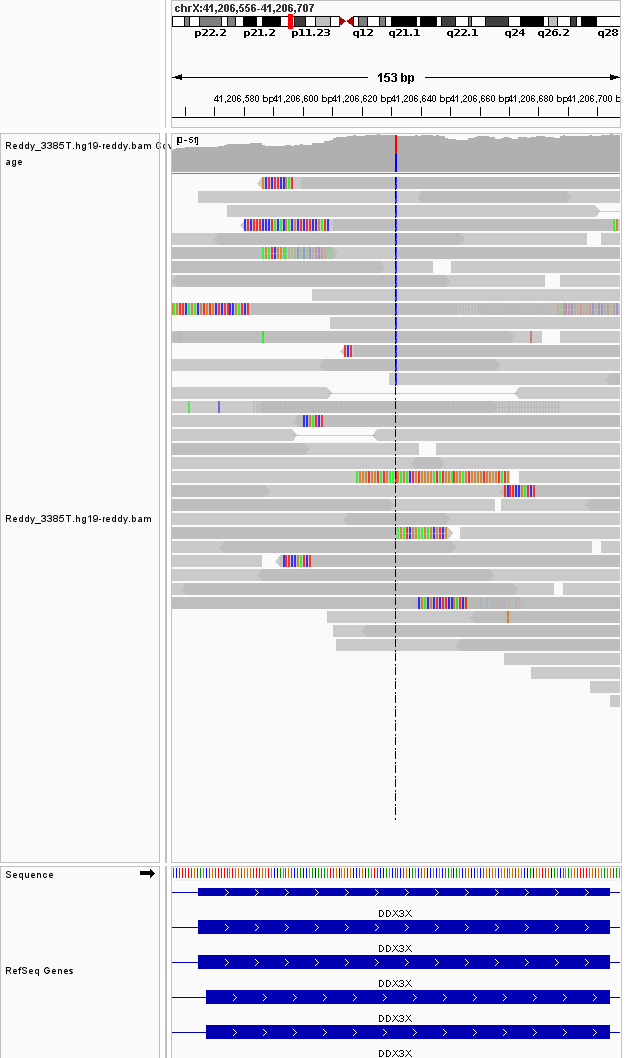 chrX:41,206,556-41,206,707
p22.2 p21.2 p11.23 q12 q21.1 q22.1 q24 q26.2 q28
153 bp
41,206,580 bp 41,206,600 bp 41,206,620 bp 41,206,640 bp 41,206,660 bp 41,206,680 bp 41,206,700 b
Reddy_3385T.hg19-reddy.bam Cov
age
[0-51]
Reddy_3385T.hg19-reddy.bam
Sequence
DDX3X
DDX3X
DDX3X
RefSeq Genes
DDX3X
DDX3X